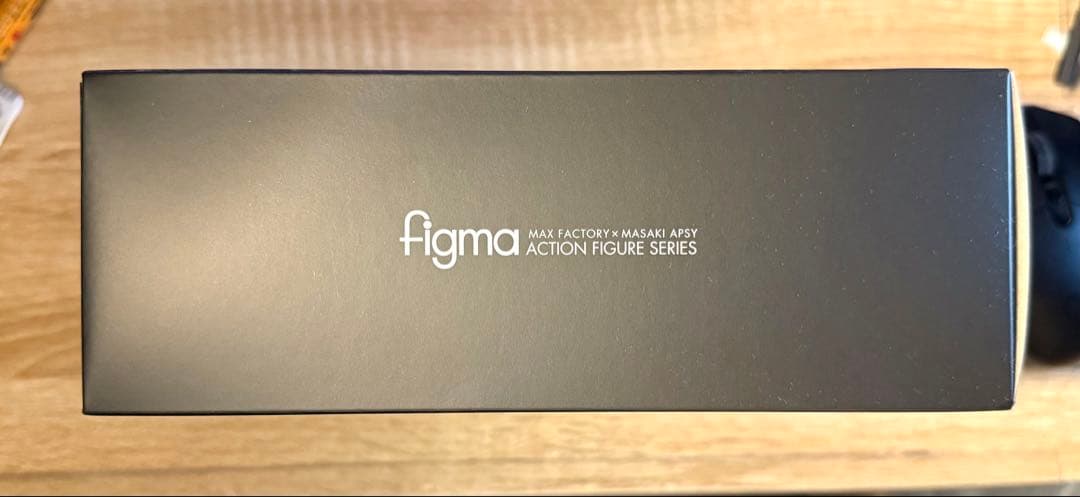 figma
MAX FACTORY × MASAKI APSY
ACTION FIGURE SERIES